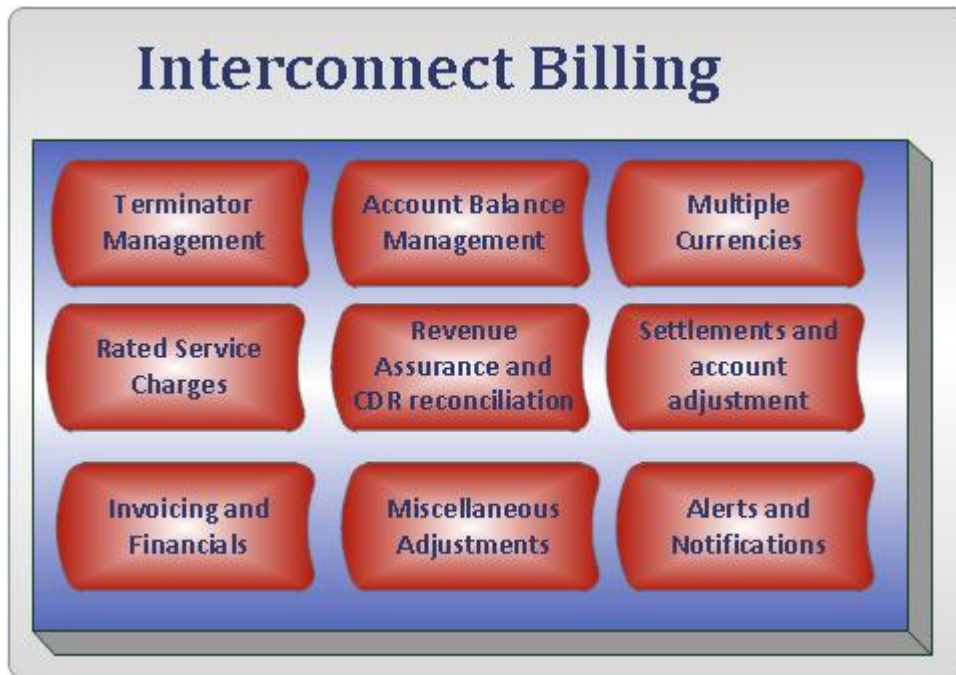 Interconnect Billing
Terminator
Management
Account Balance
Management
Multiple
Currencies
Rated Service
Charges
Revenue
Assurance and
CDR reconciliation
Settlements and
account
adjustment
Invoicing and
Financials
Miscellaneous
Adjustments
Alerts and
Notifications